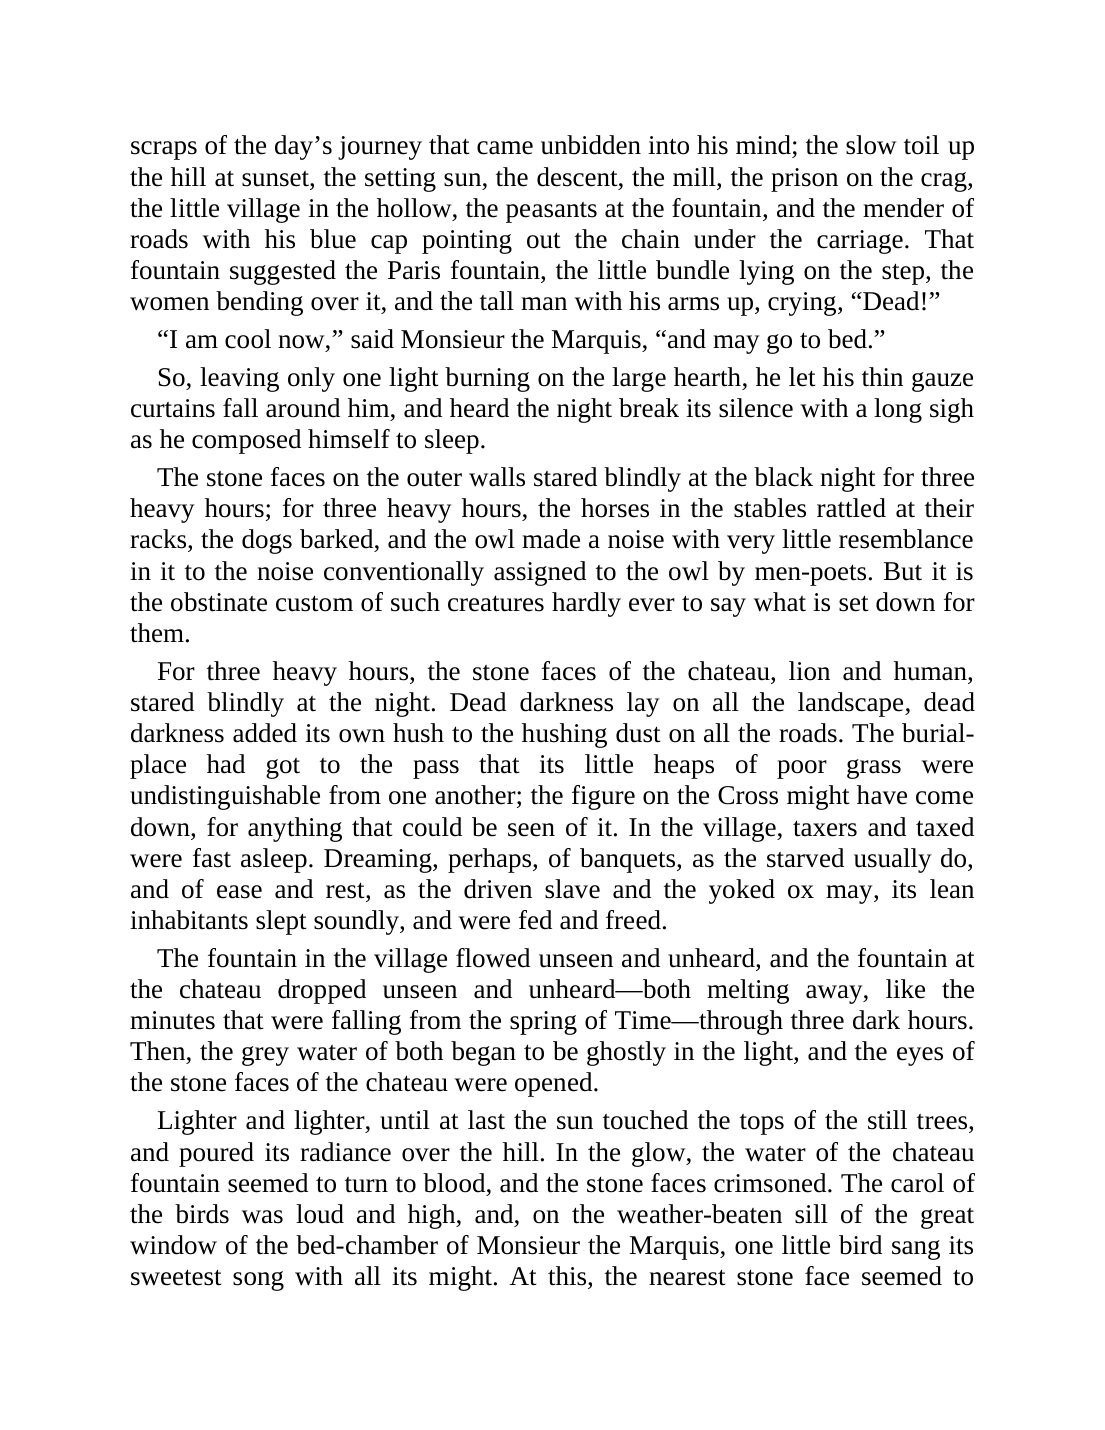 scraps of the day’s journey that came unbidden into his mind; the slow toil up
the hill at sunset, the setting sun, the descent, the mill, the prison on the crag,
the little village in the hollow, the peasants at the fountain, and the mender of
roads with his blue cap pointing out the chain under the carriage. That
fountain suggested the Paris fountain, the little bundle lying on the step, the
women bending over it, and the tall man with his arms up, crying, “Dead!”
“I am cool now,” said Monsieur the Marquis, “and may go to bed.”
So, leaving only one light burning on the large hearth, he let his thin gauze
curtains fall around him, and heard the night break its silence with a long sigh
as he composed himself to sleep.
The stone faces on the outer walls stared blindly at the black night for three
heavy hours; for three heavy hours, the horses in the stables rattled at their
racks, the dogs barked, and the owl made a noise with very little resemblance
in it to the noise conventionally assigned to the owl by men-poets. But it is
the obstinate custom of such creatures hardly ever to say what is set down for
them.
For three heavy hours, the stone faces of the chateau, lion and human,
stared blindly at the night. Dead darkness lay on all the landscape, dead
darkness added its own hush to the hushing dust on all the roads. The burial-
place had got to the pass that its little heaps of poor grass were
undistinguishable from one another; the figure on the Cross might have come
down, for anything that could be seen of it. In the village, taxers and taxed
were fast asleep. Dreaming, perhaps, of banquets, as the starved usually do,
and of ease and rest, as the driven slave and the yoked ox may, its lean
inhabitants slept soundly, and were fed and freed.
The fountain in the village flowed unseen and unheard, and the fountain at
the chateau dropped unseen and unheard—both melting away, like the
minutes that were falling from the spring of Time—through three dark hours.
Then, the grey water of both began to be ghostly in the light, and the eyes of
the stone faces of the chateau were opened.
Lighter and lighter, until at last the sun touched the tops of the still trees,
and poured its radiance over the hill. In the glow, the water of the chateau
fountain seemed to turn to blood, and the stone faces crimsoned. The carol of
the birds was loud and high, and, on the weather-beaten sill of the great
window of the bed-chamber of Monsieur the Marquis, one little bird sang its
sweetest song with all its might. At this, the nearest stone face seemed to